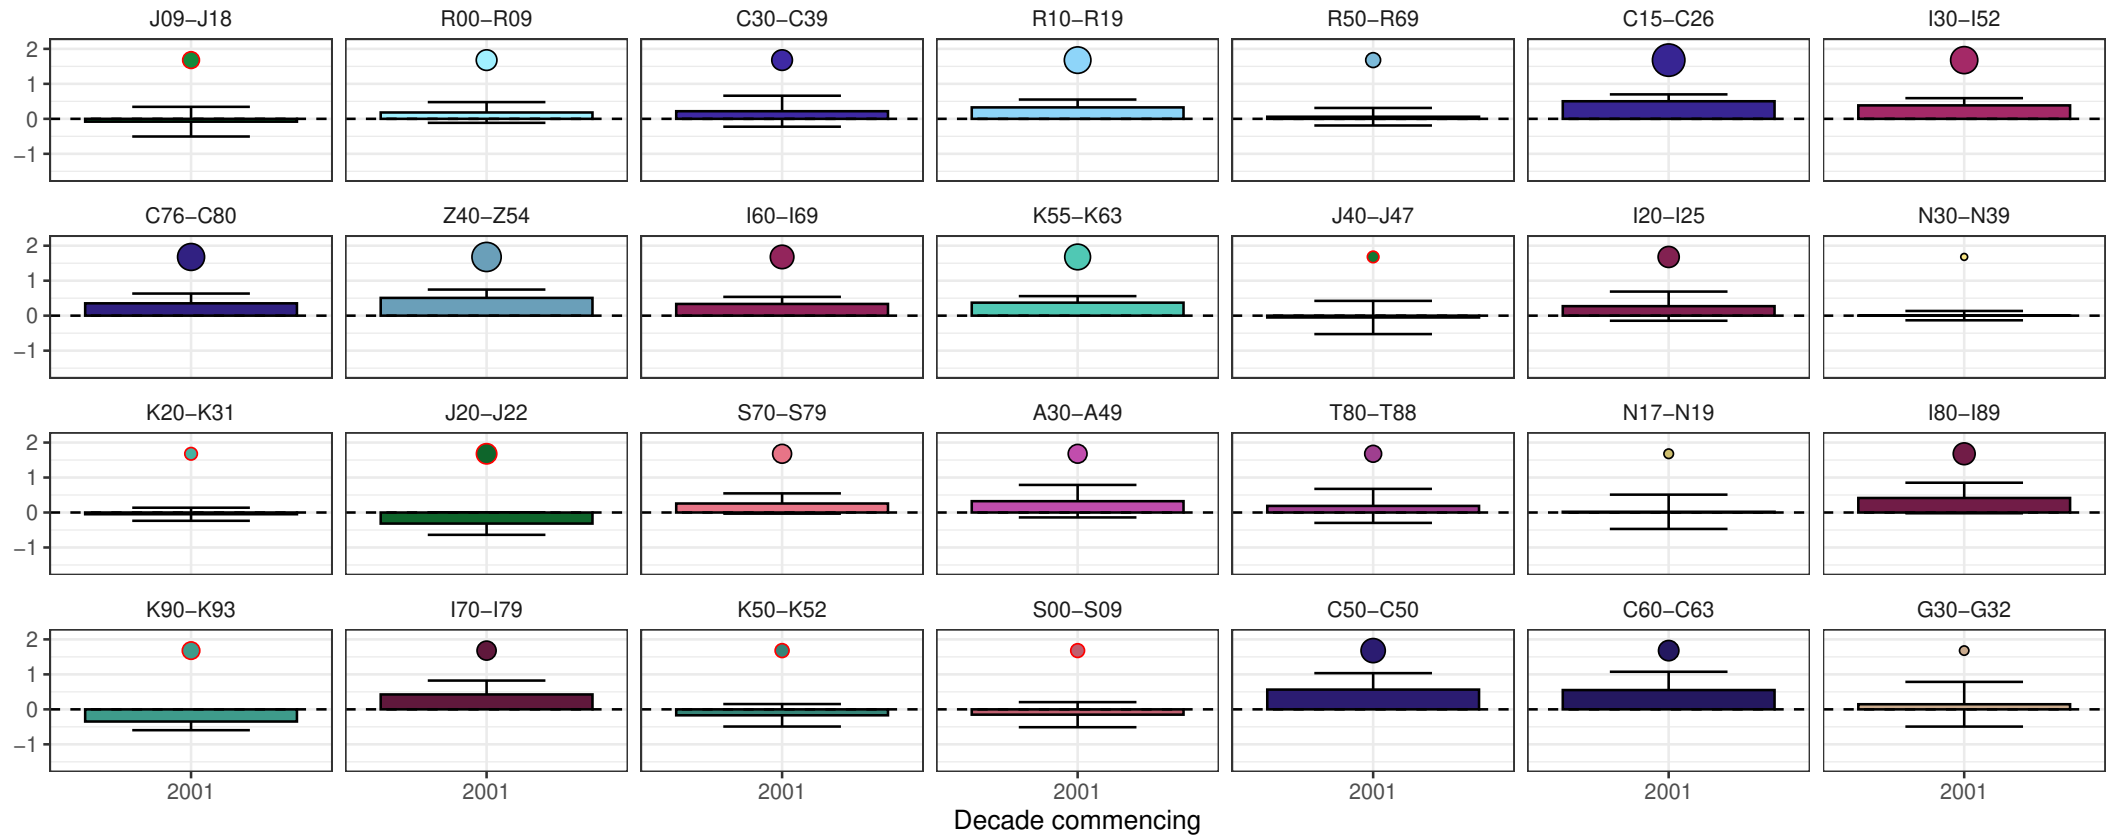 J09−J18 R00−R09 C30−C39 R10−R19 R50−R69 C15−C26 I30−I52
2
1
0
−1
C76−C80 Z40−Z54 I60−I69 K55−K63 J40−J47 I20−I25 N30−N39
2
1
0
−1
K20−K31 J20−J22 S70−S79 A30−A49 T80−T88 N17−N19 I80−I89
2
1
0
−1
K90−K93 I70−I79 K50−K52 S00−S09 C50−C50 C60−C63 G30−G32
2
1
0
−1
2001 2001 2001 2001 2001 2001 2001
Decade commencing